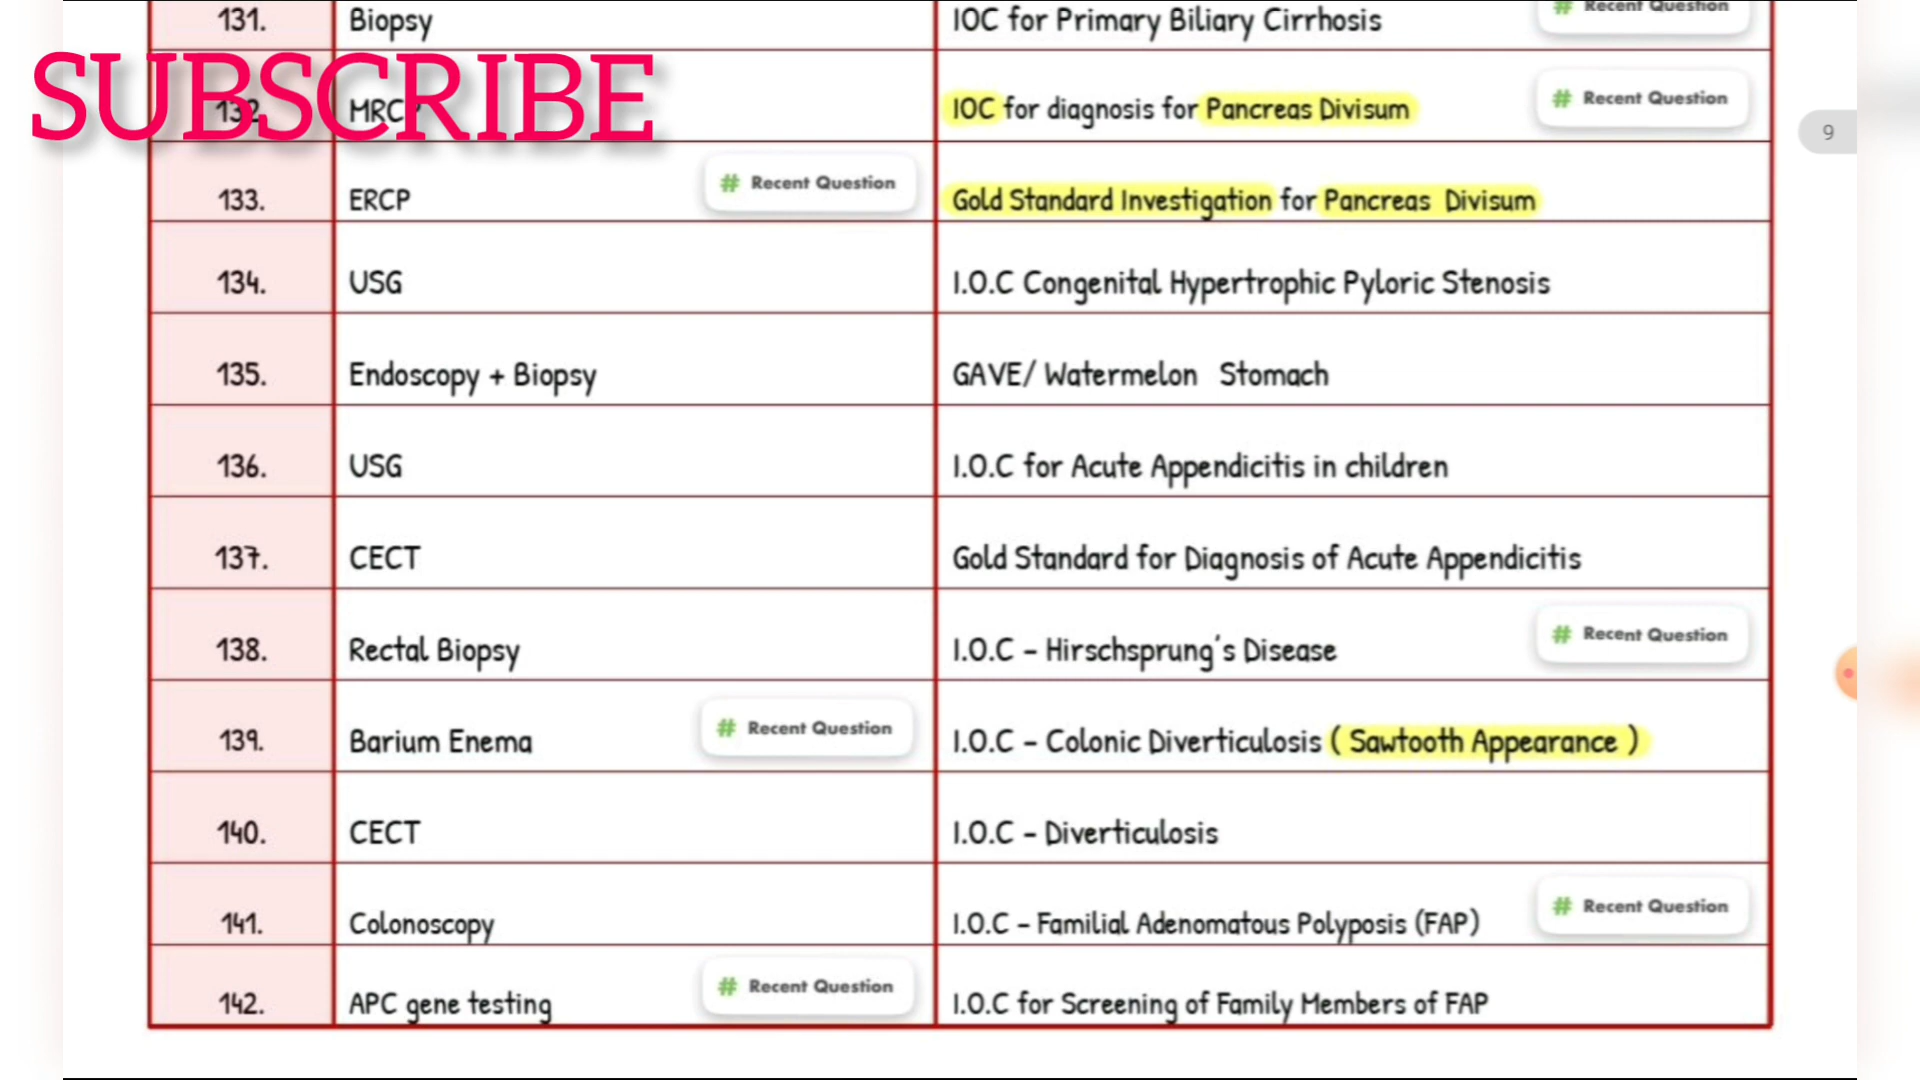 131. Biopsy IOC for Primary Biliary Cirrhosis # Recent Question
SUBSCRIBE
132. MRCP IOC for diagnosis for Pancreas Divisum # Recent Question
9
133. ERCP # Recent Question Gold Standard Investigation for Pancreas Divisum
134. USG I.O.C Congenital Hypertrophic Pyloric Stenosis
135. Endoscopy + Biopsy GAVE/ Watermelon Stomach
136. USG I.O.C for Acute Appendicitis in children
137. CECT Gold Standard for Diagnosis of Acute Appendicitis
138. Rectal Biopsy I.O.C - Hirschsprung's Disease # Recent Question
139. Barium Enema # Recent Question I.O.C - Colonic Diverticulosis ( Sawtooth Appearance )
140. CECT I.O.C - Diverticulosis
141. Colonoscopy I.O.C - Familial Adenomatous Polyposis (FAP) # Recent Question
142. APC gene testing # Recent Question I.O.C for Screening of Family Members of FAP